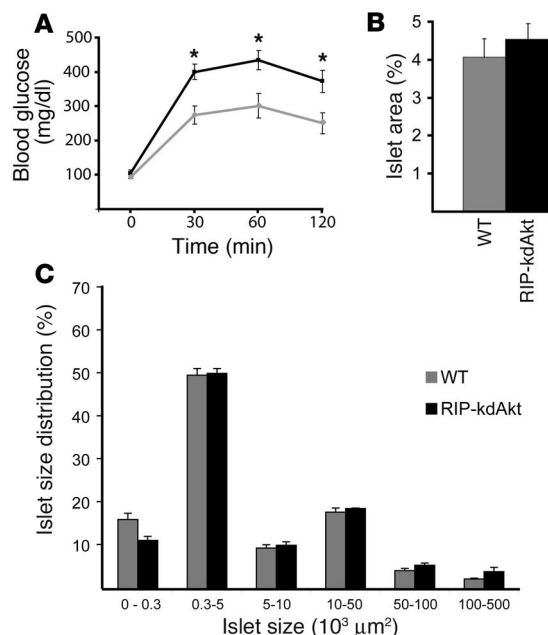 A
Blood glucose
(mg/dl)
500
400
300
200
100
* * *
0 30 60 120
Time (min)
B
Islet area (%)
5
4
3
2
1
WT
RIP-kdAkt
C
Islet size distribution (%)
70
60
50
40
30
20
10
WT
RIP-kdAkt
0 - 0.3 0.3-5 5-10 10-50 50-100 100-500
Islet size (10³ µm²)